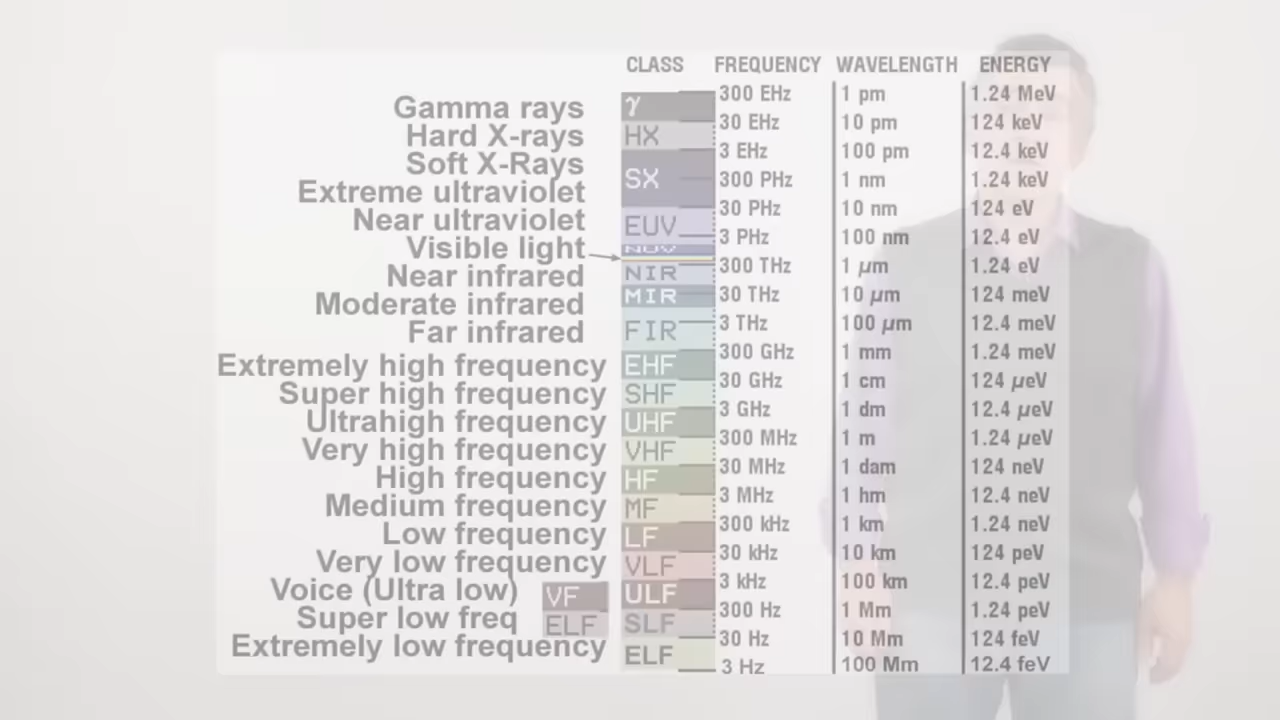 CLASS FREQUENCY WAVELENGTH ENERGY
300 EHz 1 pm 1.24 MeV
Gamma rays γ
30 EHz 10 pm 124 keV
Hard X-rays HX
3 EHz 100 pm 12.4 keV
Soft X-Rays
SX 300 PHz 1 nm 1.24 keV
Extreme ultraviolet
30 PHz 10 nm 124 eV
Near ultraviolet EUV
3 PHz 100 nm 12.4 eV
Visible light NUV
300 THz 1 µm 1.24 eV
Near infrared NIR
30 THz 10 µm 124 meV
Moderate infrared MIR
3 THz 100 µm 12.4 meV
Far infrared FIR
300 GHz 1 mm 1.24 meV
Extremely high frequency EHF
30 GHz 1 cm 124 µeV
Super high frequency SHF
3 GHz 1 dm 12.4 µeV
Ultrahigh frequency UHF
300 MHz 1 m 1.24 µeV
Very high frequency VHF
30 MHz 1 dam 124 neV
High frequency HF
3 MHz 1 hm 12.4 neV
Medium frequency MF
300 kHz 1 km 1.24 neV
Low frequency LF
30 kHz 10 km 124 peV
Very low frequency VLF
3 kHz 100 km 12.4 peV
Voice (Ultra low) VF ULF
300 Hz 1 Mm 1.24 peV
Super low freq ELF SLF
30 Hz 10 Mm 124 feV
Extremely low frequency ELF
3 Hz 100 Mm 12.4 feV